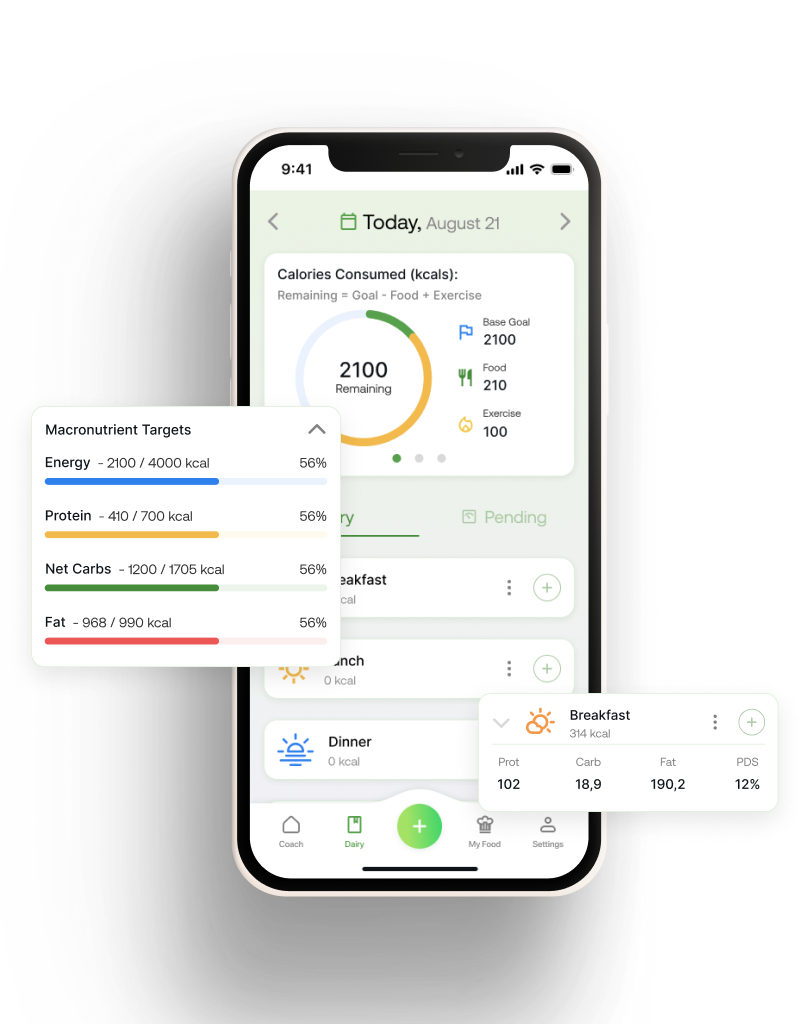 9:41
Today, August 21
Calories Consumed (kcals):
Remaining = Goal - Food + Exercise
2100
Remaining
Base Goal
2100
Food
210
Exercise
100
Macronutrient Targets
Energy - 2100 / 4000 kcal 56%
Protein - 410 / 700 kcal 56%
Net Carbs - 1200 / 1705 kcal 56%
Fat - 968 / 990 kcal 56%
ry
Pending
eakfast
cal
nch
0 kcal
Dinner
0 kcal
Breakfast
314 kcal
Prot Carb Fat PDS
102 18,9 190,2 12%
Coach Dairy My Food Settings